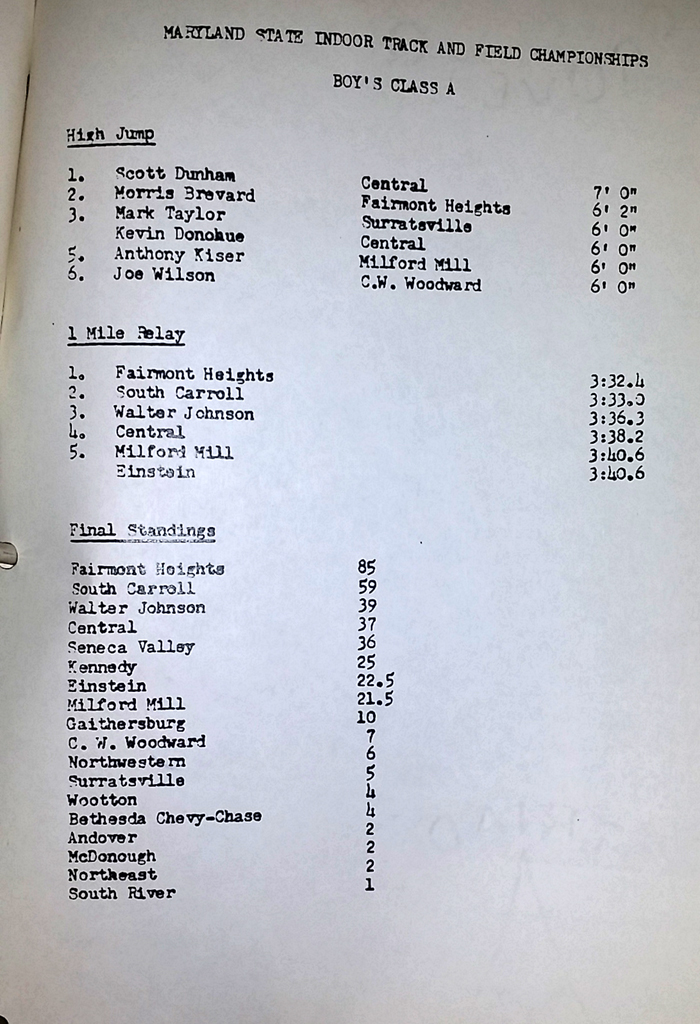 MARYLAND STATE INDOOR TRACK AND FIELD CHAMPIONSHIPS
BOY'S CLASS A
High Jump
1. Scott Dunham Central 7' 0"
2. Morris Brevard Fairmont Heights 6' 2"
3. Mark Taylor Surratsville 6' 0"
Kevin Donohue Central 6' 0"
5. Anthony Kiser Milford Mill 6' 0"
6. Joe Wilson C.W. Woodward 6' 0"
1 Mile Relay
1. Fairmont Heights 3:32.4
2. South Carroll 3:33.0
3. Walter Johnson 3:36.3
4. Central 3:38.2
5. Milford Mill 3:40.6
Einstein 3:40.6
Final Standings
Fairmont Heights 85
South Carroll 59
Walter Johnson 39
Central 37
Seneca Valley 36
Kennedy 25
Einstein 22.5
Milford Mill 21.5
Gaithersburg 10
C. W. Woodward 7
Northwestern 6
Surratsville 5
Wootton 4
Bethesda Chevy-Chase 4
Andover 2
McDonough 2
Northeast 2
South River 1